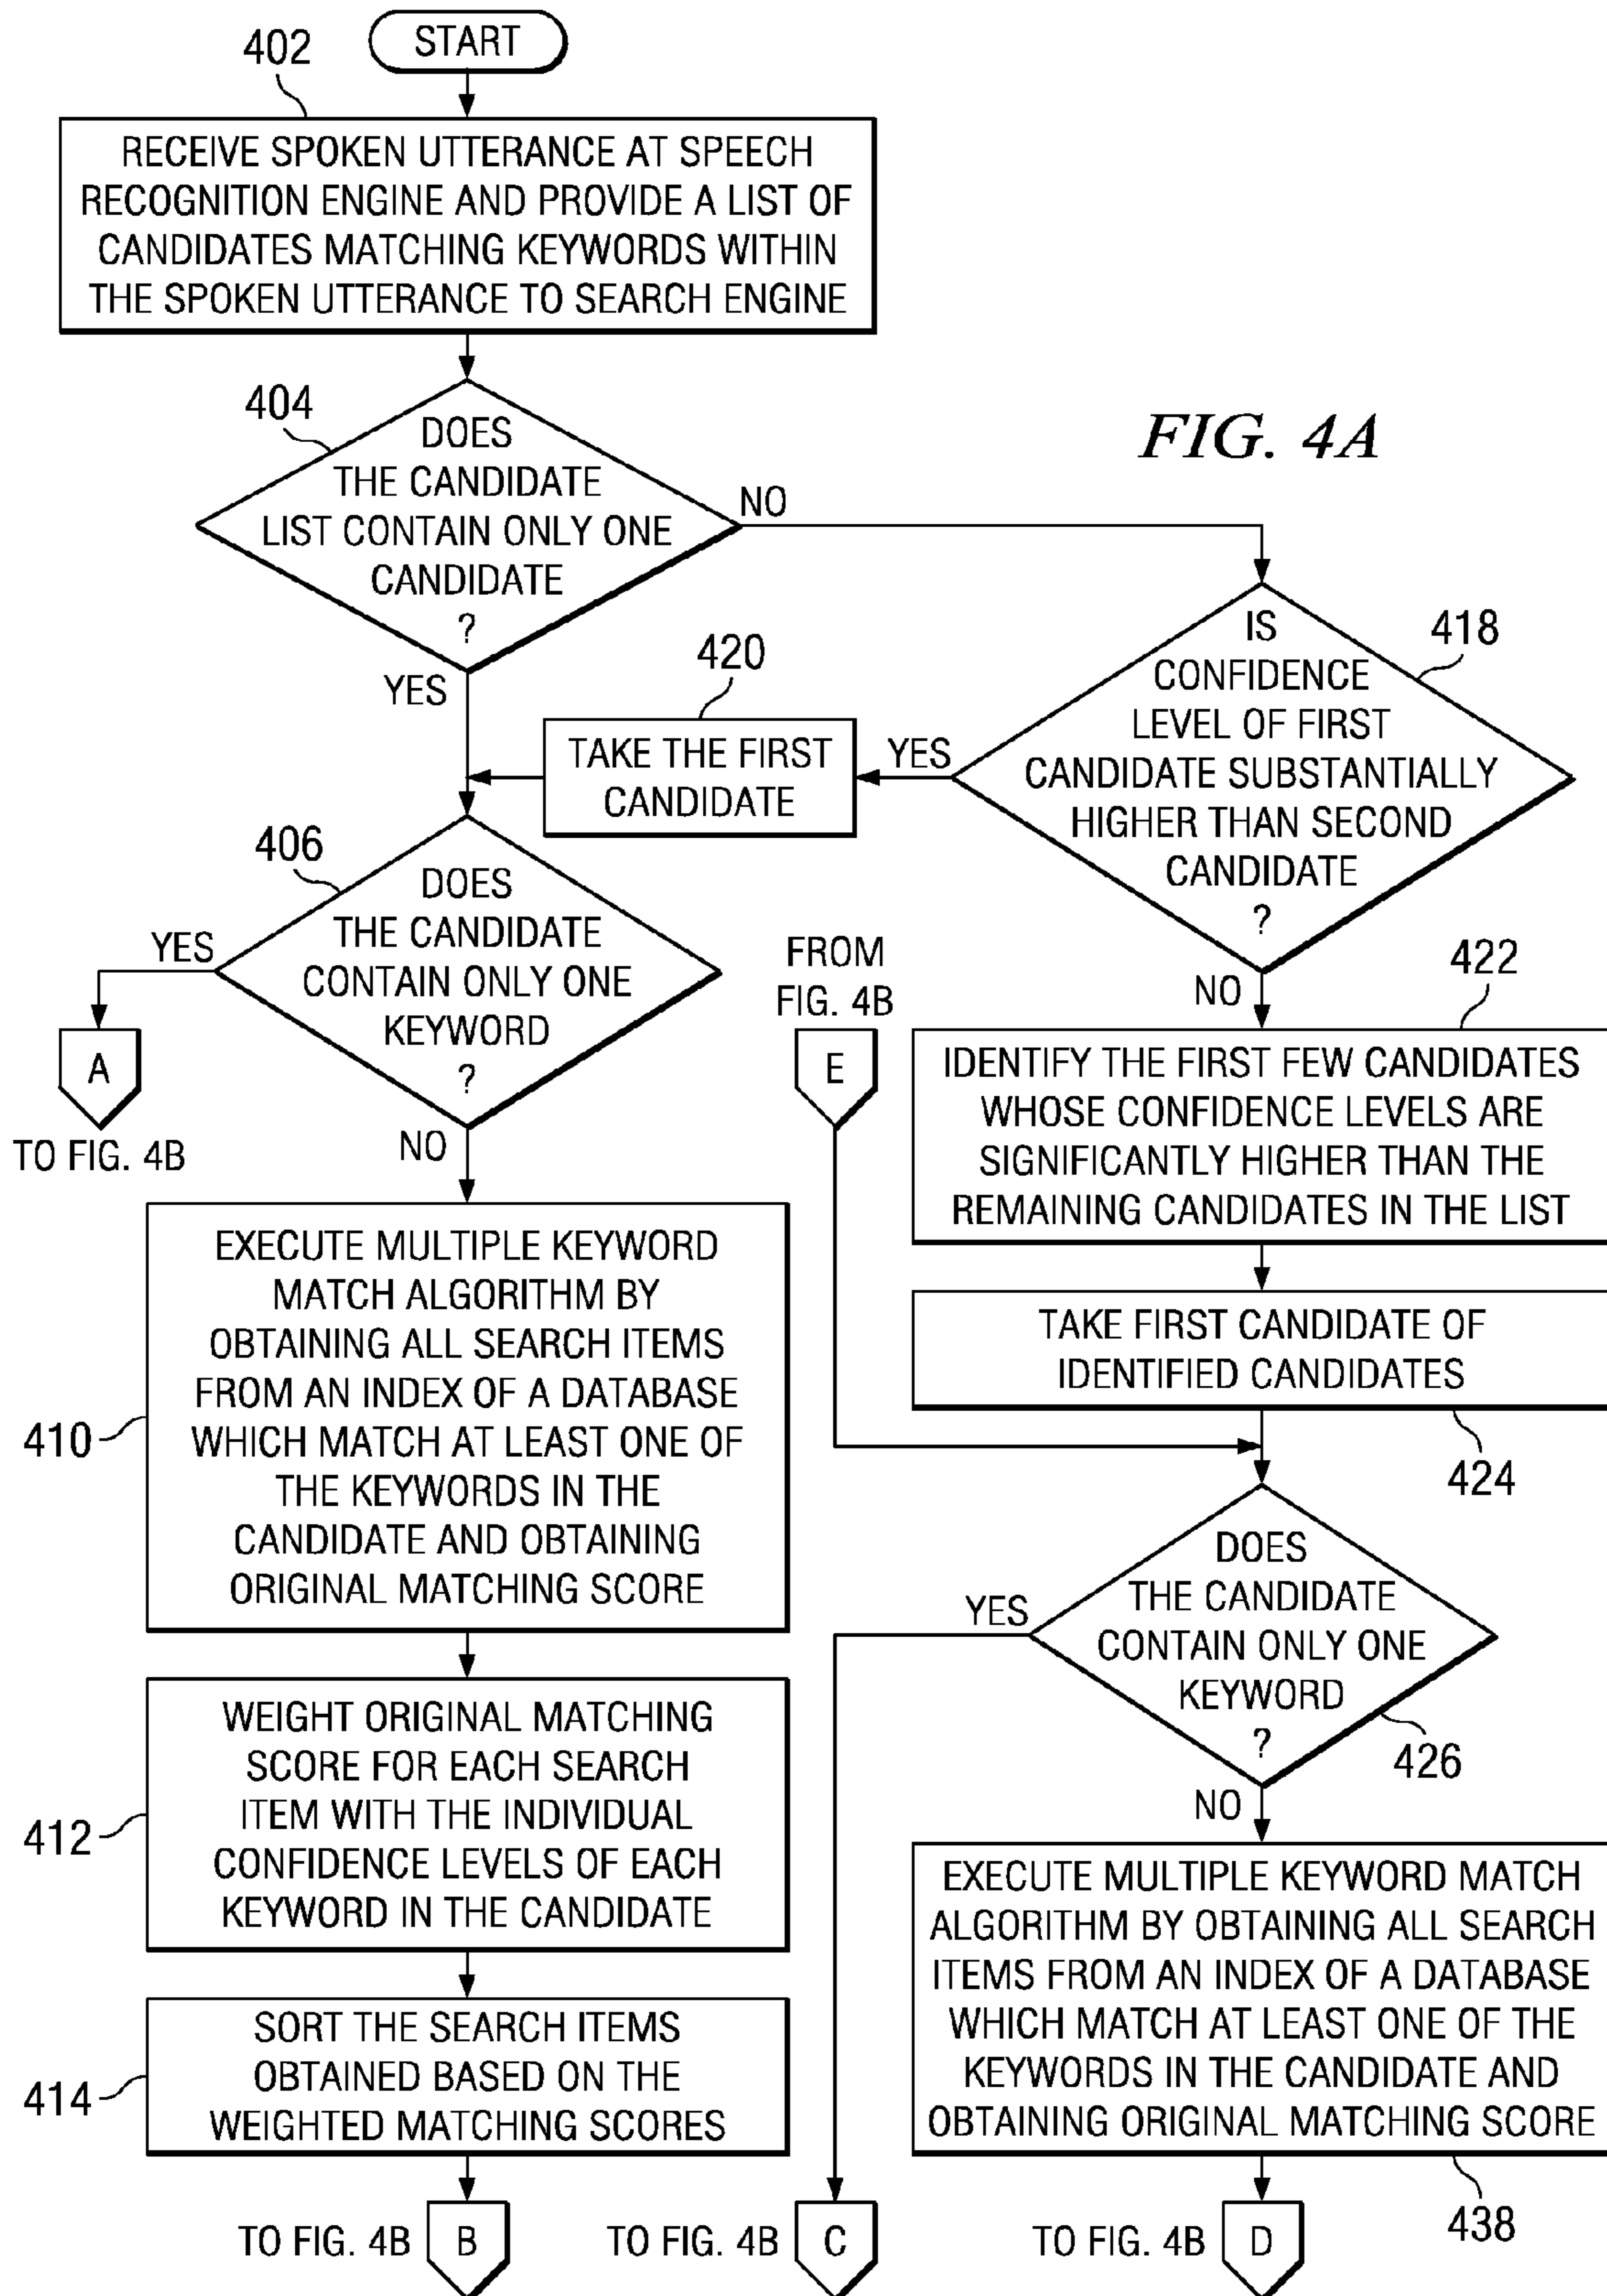 START
402
RECEIVE SPOKEN UTTERANCE AT SPEECH
RECOGNITION ENGINE AND PROVIDE A LIST OF
CANDIDATES MATCHING KEYWORDS WITHIN
THE SPOKEN UTTERANCE TO SEARCH ENGINE
404
DOES
THE CANDIDATE
LIST CONTAIN ONLY ONE
CANDIDATE
?
NO
YES
FIG. 4A
418
IS
CONFIDENCE
LEVEL OF FIRST
CANDIDATE SUBSTANTIALLY
HIGHER THAN SECOND
CANDIDATE
?
YES
NO
420
TAKE THE FIRST
CANDIDATE
406
DOES
THE CANDIDATE
CONTAIN ONLY ONE
KEYWORD
?
YES
A
TO FIG. 4B
NO
FROM
FIG. 4B
E
422
IDENTIFY THE FIRST FEW CANDIDATES
WHOSE CONFIDENCE LEVELS ARE
SIGNIFICANTLY HIGHER THAN THE
REMAINING CANDIDATES IN THE LIST
TAKE FIRST CANDIDATE OF
IDENTIFIED CANDIDATES
424
410
EXECUTE MULTIPLE KEYWORD
MATCH ALGORITHM BY
OBTAINING ALL SEARCH ITEMS
FROM AN INDEX OF A DATABASE
WHICH MATCH AT LEAST ONE OF
THE KEYWORDS IN THE
CANDIDATE AND OBTAINING
ORIGINAL MATCHING SCORE
412
WEIGHT ORIGINAL MATCHING
SCORE FOR EACH SEARCH
ITEM WITH THE INDIVIDUAL
CONFIDENCE LEVELS OF EACH
KEYWORD IN THE CANDIDATE
414
SORT THE SEARCH ITEMS
OBTAINED BASED ON THE
WEIGHTED MATCHING SCORES
TO FIG. 4B
B
DOES
THE CANDIDATE
CONTAIN ONLY ONE
KEYWORD
?
426
YES
NO
TO FIG. 4B
C
EXECUTE MULTIPLE KEYWORD MATCH
ALGORITHM BY OBTAINING ALL SEARCH
ITEMS FROM AN INDEX OF A DATABASE
WHICH MATCH AT LEAST ONE OF THE
KEYWORDS IN THE CANDIDATE AND
OBTAINING ORIGINAL MATCHING SCORE
438
TO FIG. 4B
D